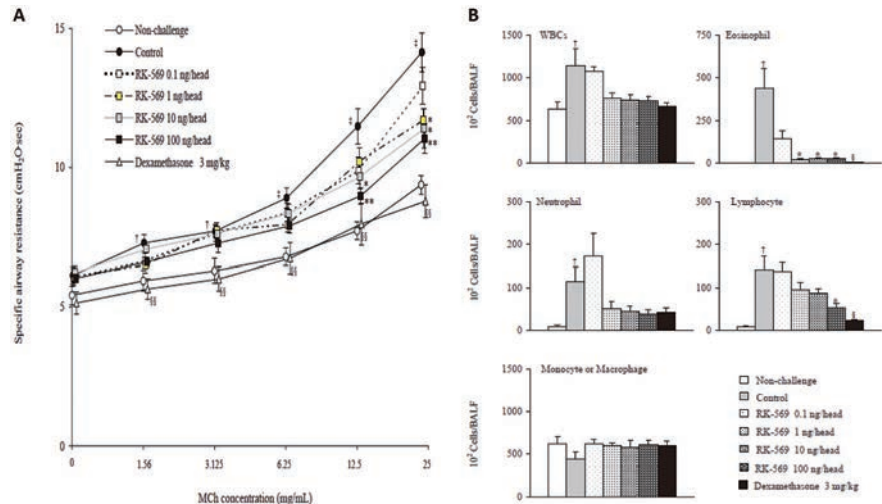 A
Specific airway resistance (cmH₂O·sec)
15
10
5
0
Non-challenge
Control
RK-569 0.1 ng/head
RK-569 1 ng/head
RK-569 10 ng/head
RK-569 100 ng/head
Dexamethasone 3 mg/kg
‡
‡
*
*
**
‡
*
**
†
†
§
§§
§§
§§
§§
0
1.56
3.125
6.25
12.5
25
MCh concentration (mg/mL)
B
WBCs
10² Cells/BALF
1500
1000
500
0
†
Eosinophil
750
500
250
0
†
*
*
*
Neutrophil
10² Cells/BALF
300
200
100
0
†
Lymphocyte
300
200
100
0
†
Monocyte or Macrophage
10² Cells/BALF
1500
1000
500
0
Non-challenge
Control
RK-569 0.1 ng/head
RK-569 1 ng/head
RK-569 10 ng/head
RK-569 100 ng/head
Dexamethasone 3 mg/kg